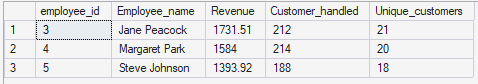 employee_id Employee_name Revenue Customer_handled Unique_customers
1 3 Jane Peacock 1731.51 212 21
2 4 Margaret Park 1584 214 20
3 5 Steve Johnson 1393.92 188 18